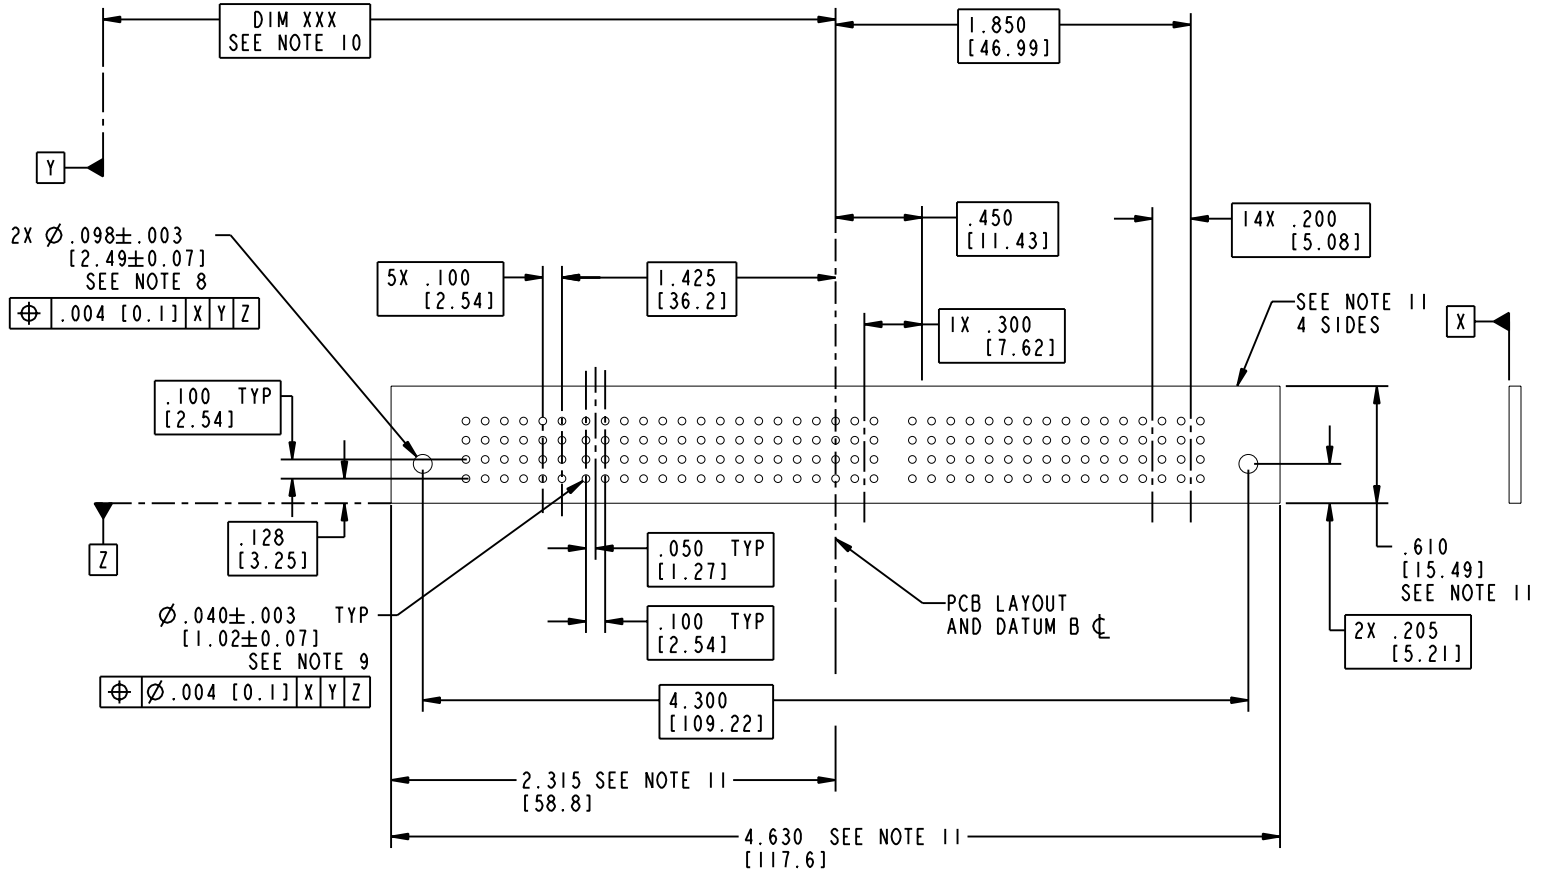 DIM XXX
SEE NOTE 10
1.850
[46.99]
Y
.450
[11.43]
14X .200
[5.08]
2X Ø .098±.003
[2.49±0.07]
SEE NOTE 8
⌖ .004 [0.1] X Y Z
5X .100
[2.54]
1.425
[36.2]
SEE NOTE 11
4 SIDES
X
1X .300
[7.62]
.100 TYP
[2.54]
.128
[3.25]
Z
.050 TYP
[1.27]
.610
[15.49]
SEE NOTE 11
Ø .040±.003 TYP
[1.02±0.07]
SEE NOTE 9
⌖ Ø .004 [0.1] X Y Z
.100 TYP
[2.54]
PCB LAYOUT
AND DATUM B ℄
2X .205
[5.21]
4.300
[109.22]
2.315 SEE NOTE 11
[58.8]
4.630 SEE NOTE 11
[117.6]